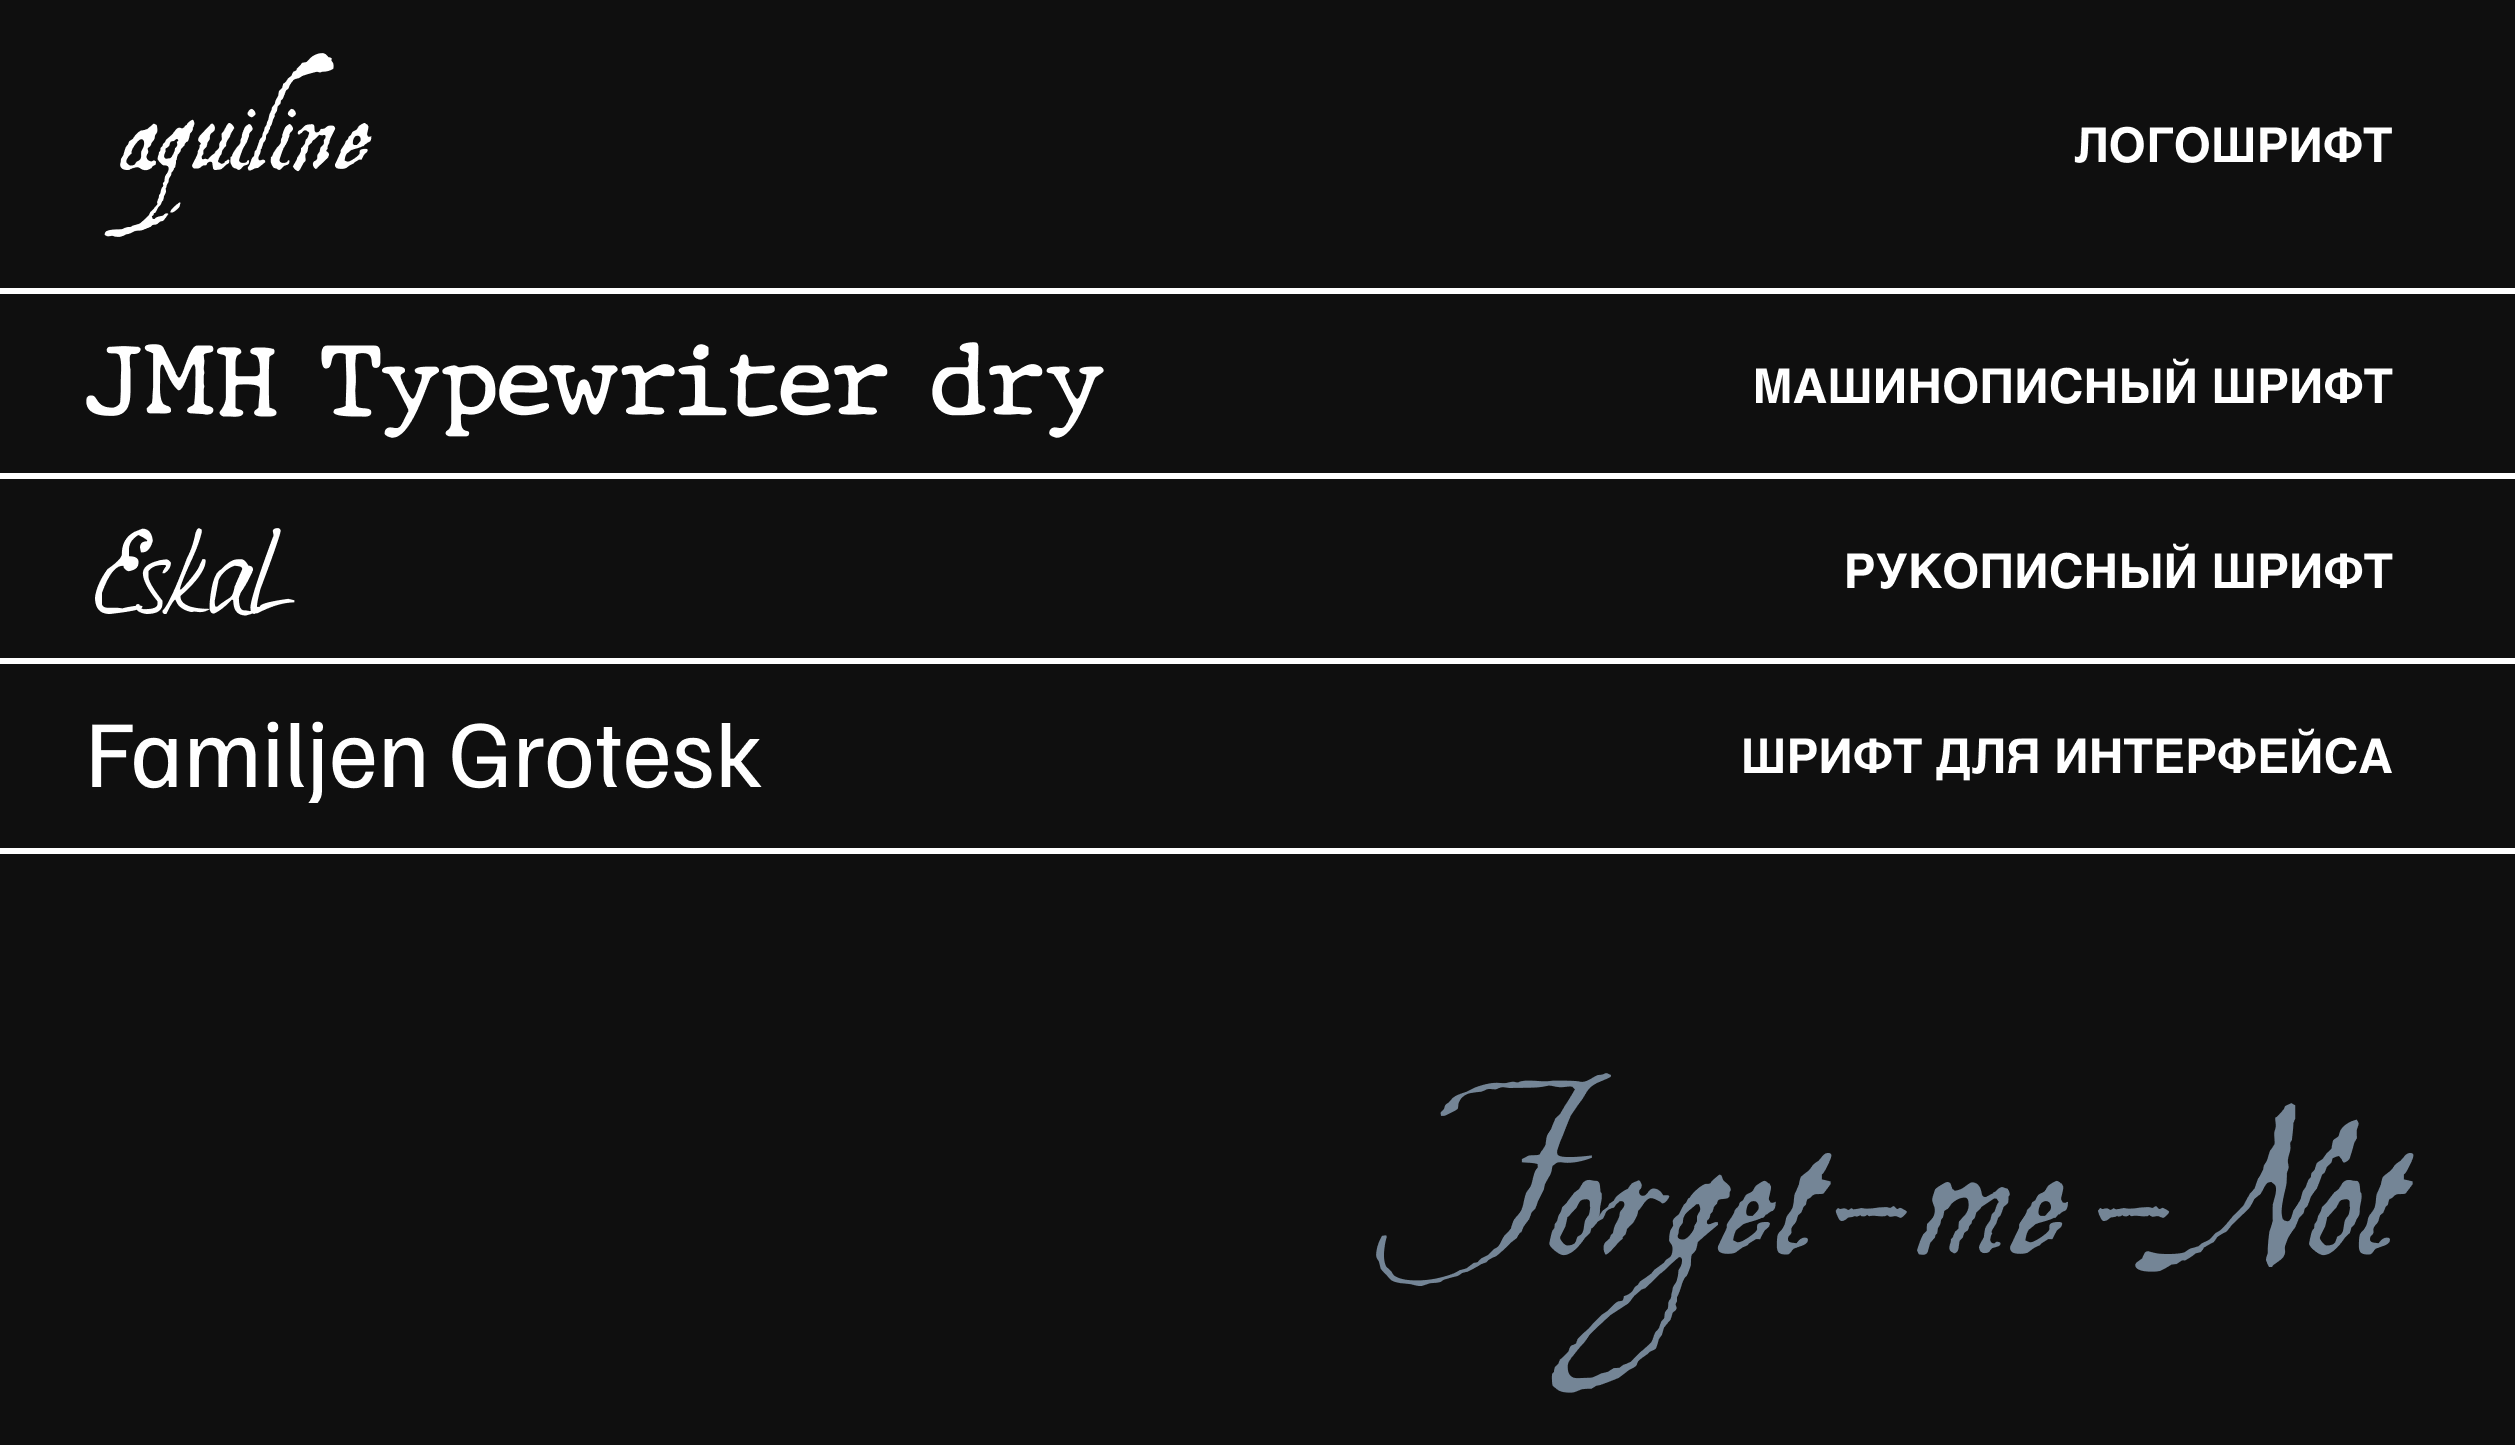 aquiline
ЛОГОШРИФТ
JMH Typewriter dry
МАШИНОПИСНЫЙ ШРИФТ
Eskal
РУКОПИСНЫЙ ШРИФТ
Familjen Grotesk
ШРИФТ ДЛЯ ИНТЕРФЕЙСА
Forget-me-Not